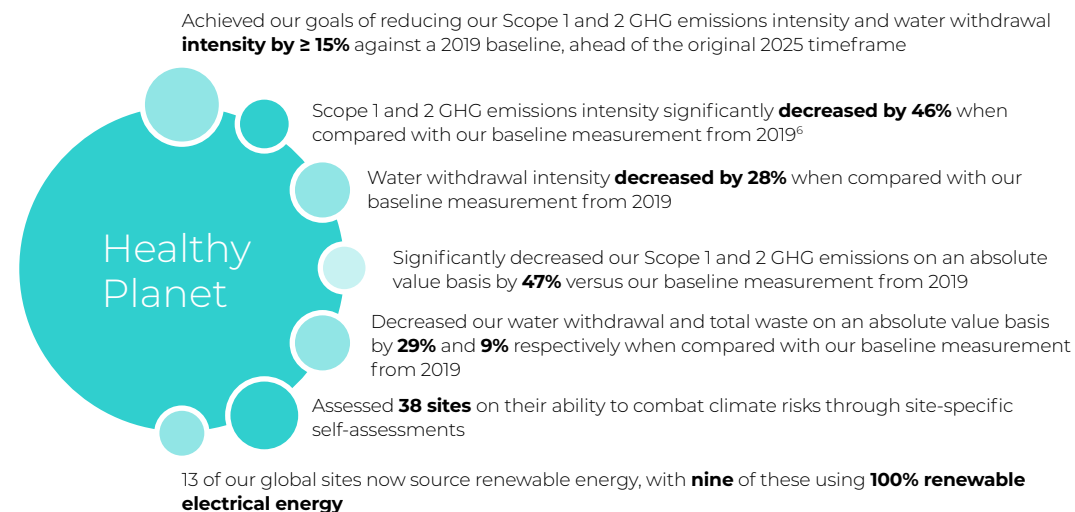 Achieved our goals of reducing our Scope 1 and 2 GHG emissions intensity and water withdrawal
intensity by ≥ 15% against a 2019 baseline, ahead of the original 2025 timeframe
Scope 1 and 2 GHG emissions intensity significantly decreased by 46% when
compared with our baseline measurement from 2019⁶
Water withdrawal intensity decreased by 28% when compared with our
baseline measurement from 2019
Healthy
Planet
Significantly decreased our Scope 1 and 2 GHG emissions on an absolute
value basis by 47% versus our baseline measurement from 2019
Decreased our water withdrawal and total waste on an absolute value basis
by 29% and 9% respectively when compared with our baseline measurement
from 2019
Assessed 38 sites on their ability to combat climate risks through site-specific
self-assessments
13 of our global sites now source renewable energy, with nine of these using 100% renewable
electrical energy